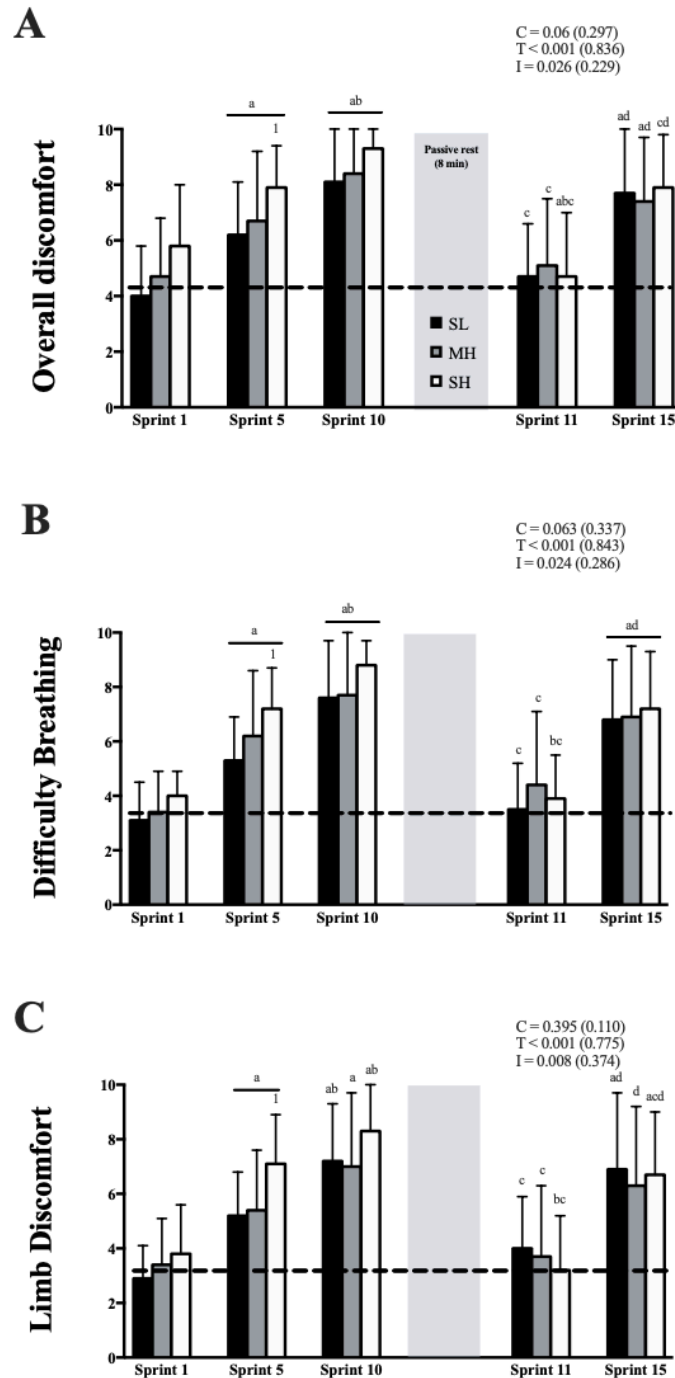 A
C = 0.06 (0.297)
T < 0.001 (0.836)
I = 0.026 (0.229)
Overall discomfort
10
8
6
4
2
0
a
1
ab
Passive rest
(8 min)
SL
MH
SH
c
c
abc
ad
ad
cd
Sprint 1
Sprint 5
Sprint 10
Sprint 11
Sprint 15
B
C = 0.063 (0.337)
T < 0.001 (0.843)
I = 0.024 (0.286)
Difficulty Breathing
10
8
6
4
2
0
a
1
ab
c
c
bc
ad
Sprint 1
Sprint 5
Sprint 10
Sprint 11
Sprint 15
C
C = 0.395 (0.110)
T < 0.001 (0.775)
I = 0.008 (0.374)
Limb Discomfort
10
8
6
4
2
0
a
1
ab
a
ab
c
c
bc
ad
d
acd
Sprint 1
Sprint 5
Sprint 10
Sprint 11
Sprint 15